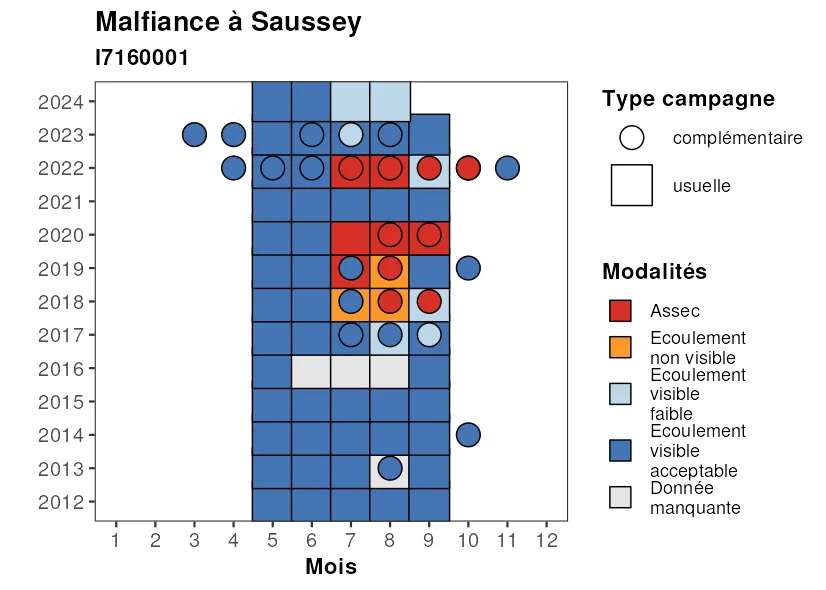 Malfiance à Saussey
I7160001
2024
2023
2022
2021
2020
2019
2018
2017
2016
2015
2014
2013
2012
1 2 3 4 5 6 7 8 9 10 11 12
Mois
Type campagne
complémentaire
usuelle
Modalités
Assec
Ecoulement
non visible
Ecoulement
visible
faible
Ecoulement
visible
acceptable
Donnée
manquante